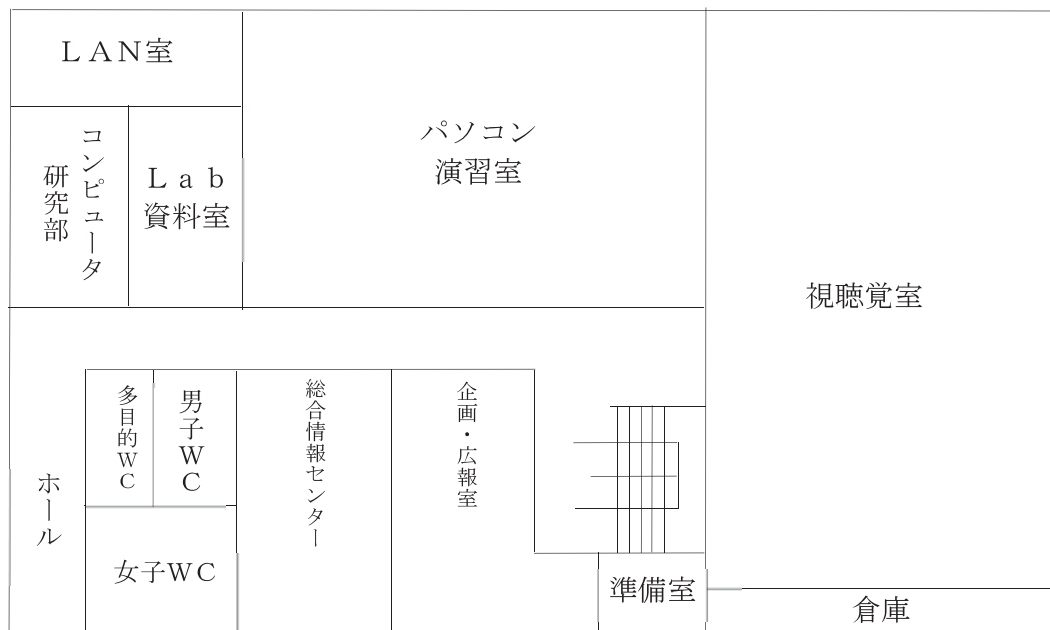 LAN室
コンピュータ
研究部
Lab
資料室
パソコン
演習室
視聴覚室
ホール
多目的WC
男子WC
女子WC
総合情報センター
企画・広報室
準備室
倉庫